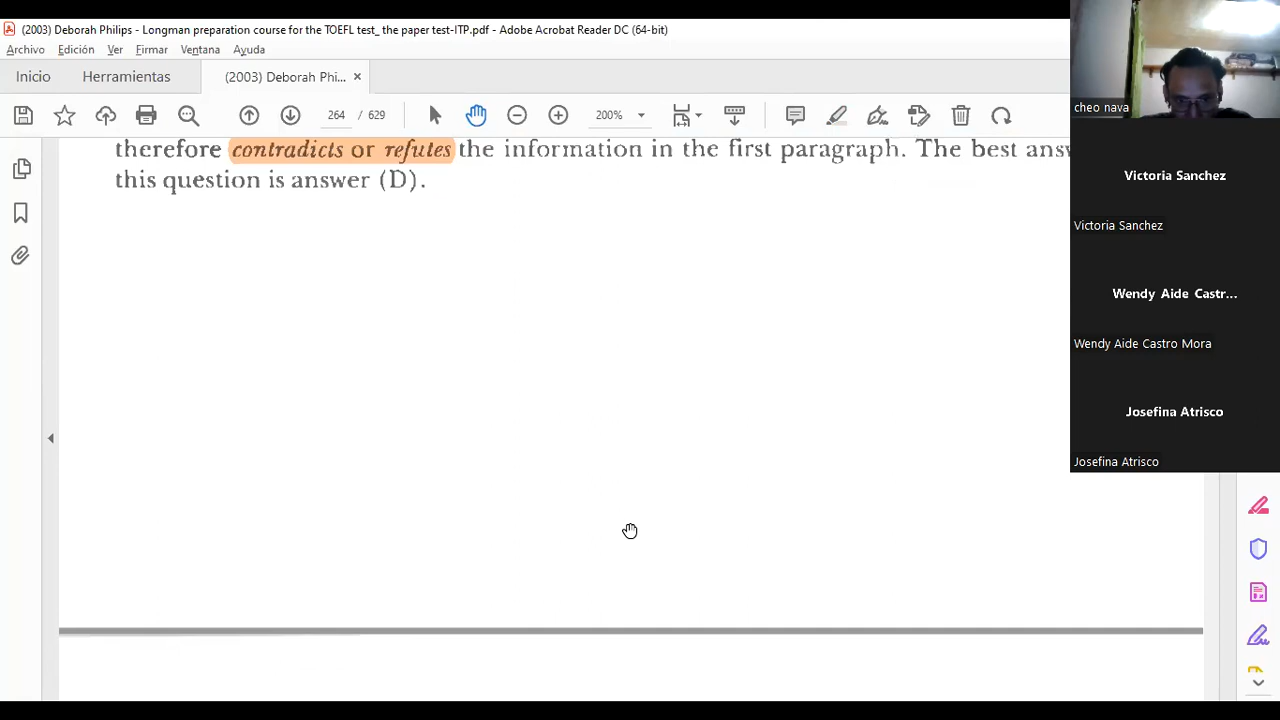 (2003) Deborah Philips - Longman preparation course for the TOEFL test_ the paper test-ITP.pdf - Adobe Acrobat Reader DC (64-bit)
Archivo Edición Ver Firmar Ventana Ayuda
Inicio Herramientas (2003) Deborah Phi... ×
264 / 629 200%
therefore contradicts or refutes the information in the first paragraph. The best
this question is answer (D).
cheo nava
Victoria Sanchez
Victoria Sanchez
Wendy Aide Castr...
Wendy Aide Castro Mora
Josefina Atrisco
Josefina Atrisco